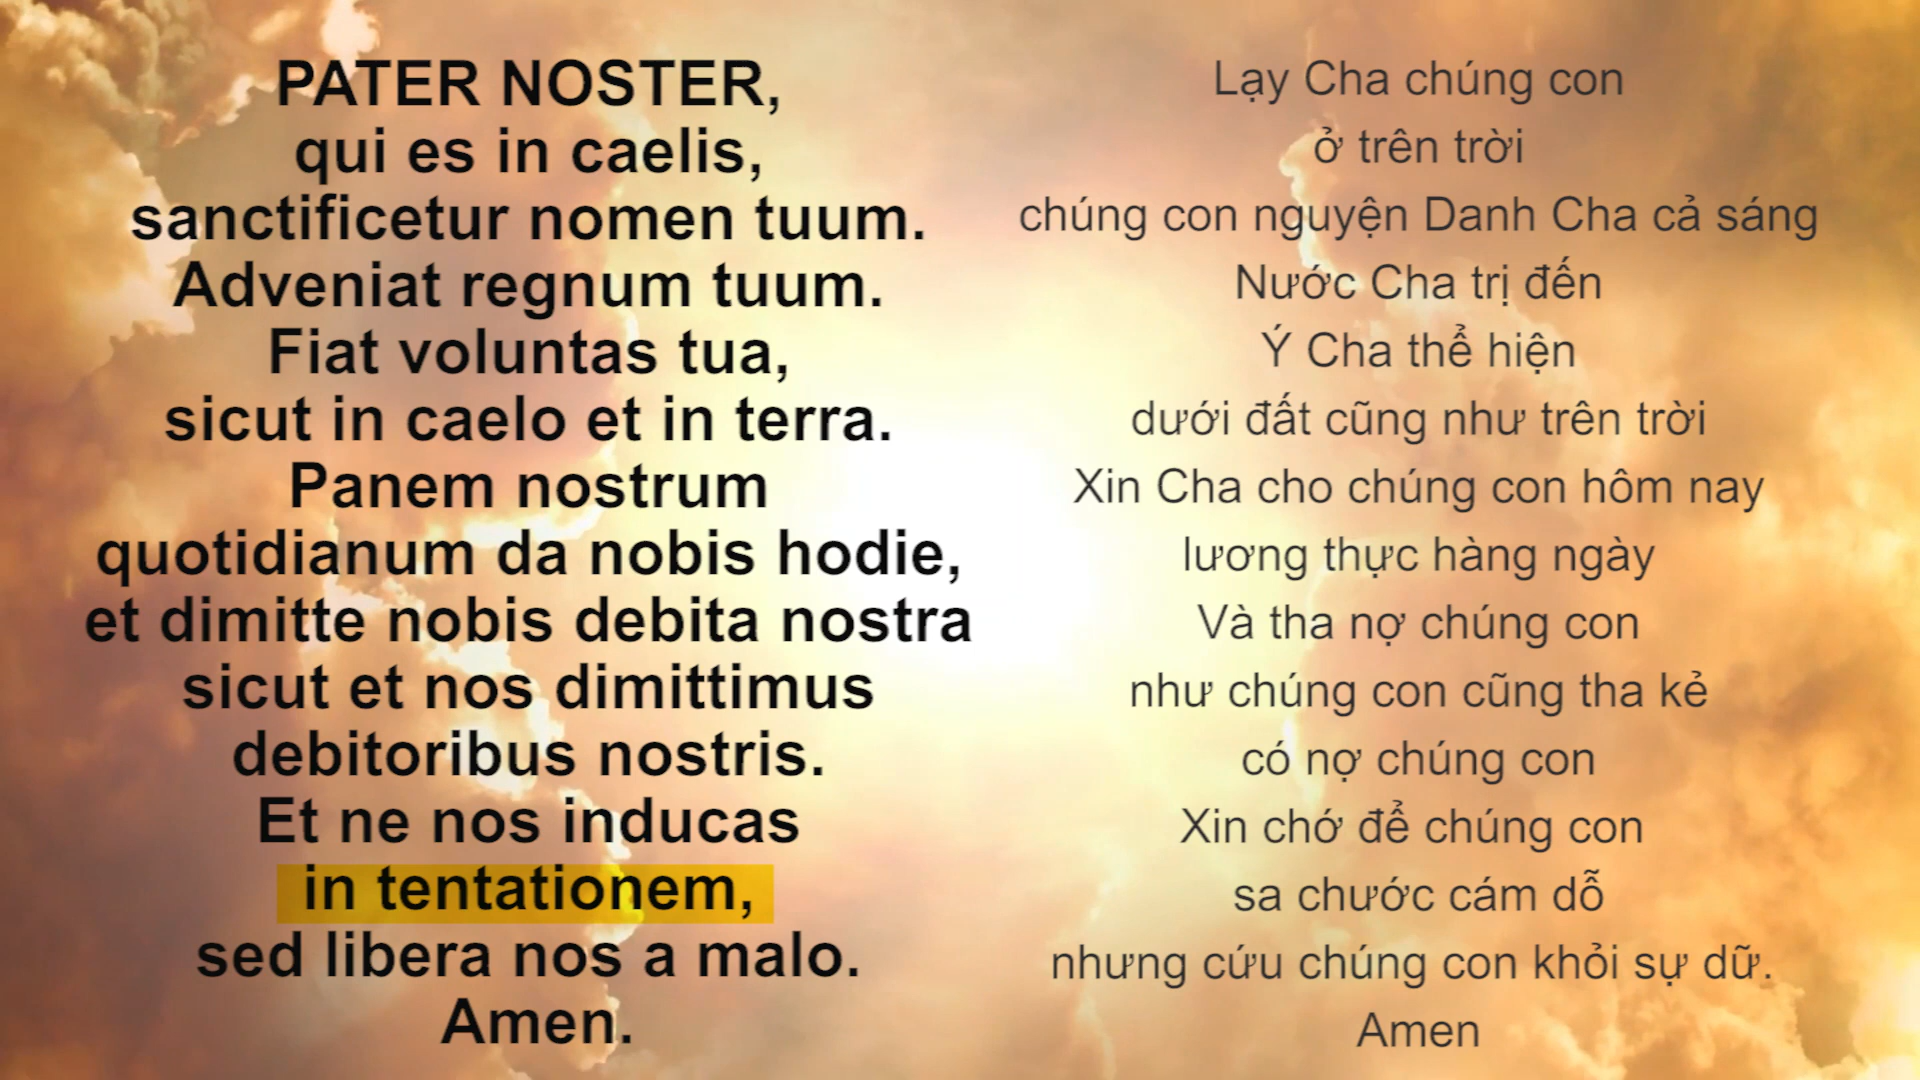 PATER NOSTER,
qui es in caelis,
sanctificetur nomen tuum.
Adveniat regnum tuum.
Fiat voluntas tua,
sicut in caelo et in terra.
Panem nostrum
quotidianum da nobis hodie,
et dimitte nobis debita nostra
sicut et nos dimittimus
debitoribus nostris.
Et ne nos inducas
in tentationem,
sed libera nos a malo.
Amen.
Lạy Cha chúng con
ở trên trời
chúng con nguyện Danh Cha cả sáng
Nước Cha trị đến
Ý Cha thể hiện
dưới đất cũng như trên trời
Xin Cha cho chúng con hôm nay
lương thực hàng ngày
Và tha nợ chúng con
như chúng con cũng tha kẻ
có nợ chúng con
Xin chớ để chúng con
sa chước cám dỗ
nhưng cứu chúng con khỏi sự dữ.
Amen